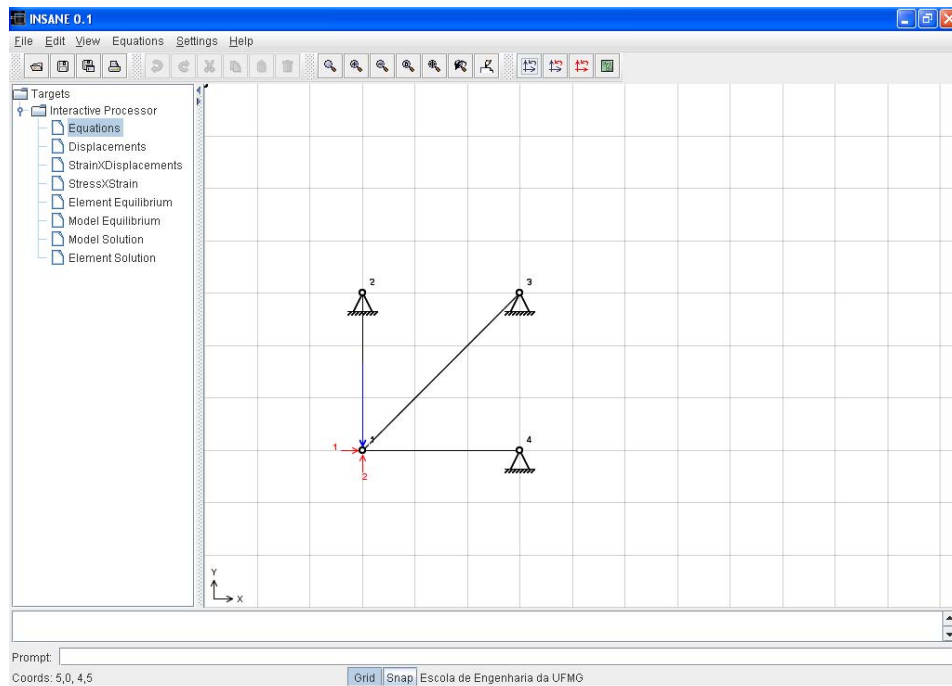 INSANE 0.1
File Edit View Equations Settings Help
Targets
Interactive Processor
Equations
Displacements
StrainXDisplacements
StressXStrain
Element Equilibrium
Model Equilibrium
Model Solution
Element Solution
2
3
1
1
4
2
Y
X
Prompt:
Coords: 5,0, 4,5 Grid Snap Escola de Engenharia da UFMG